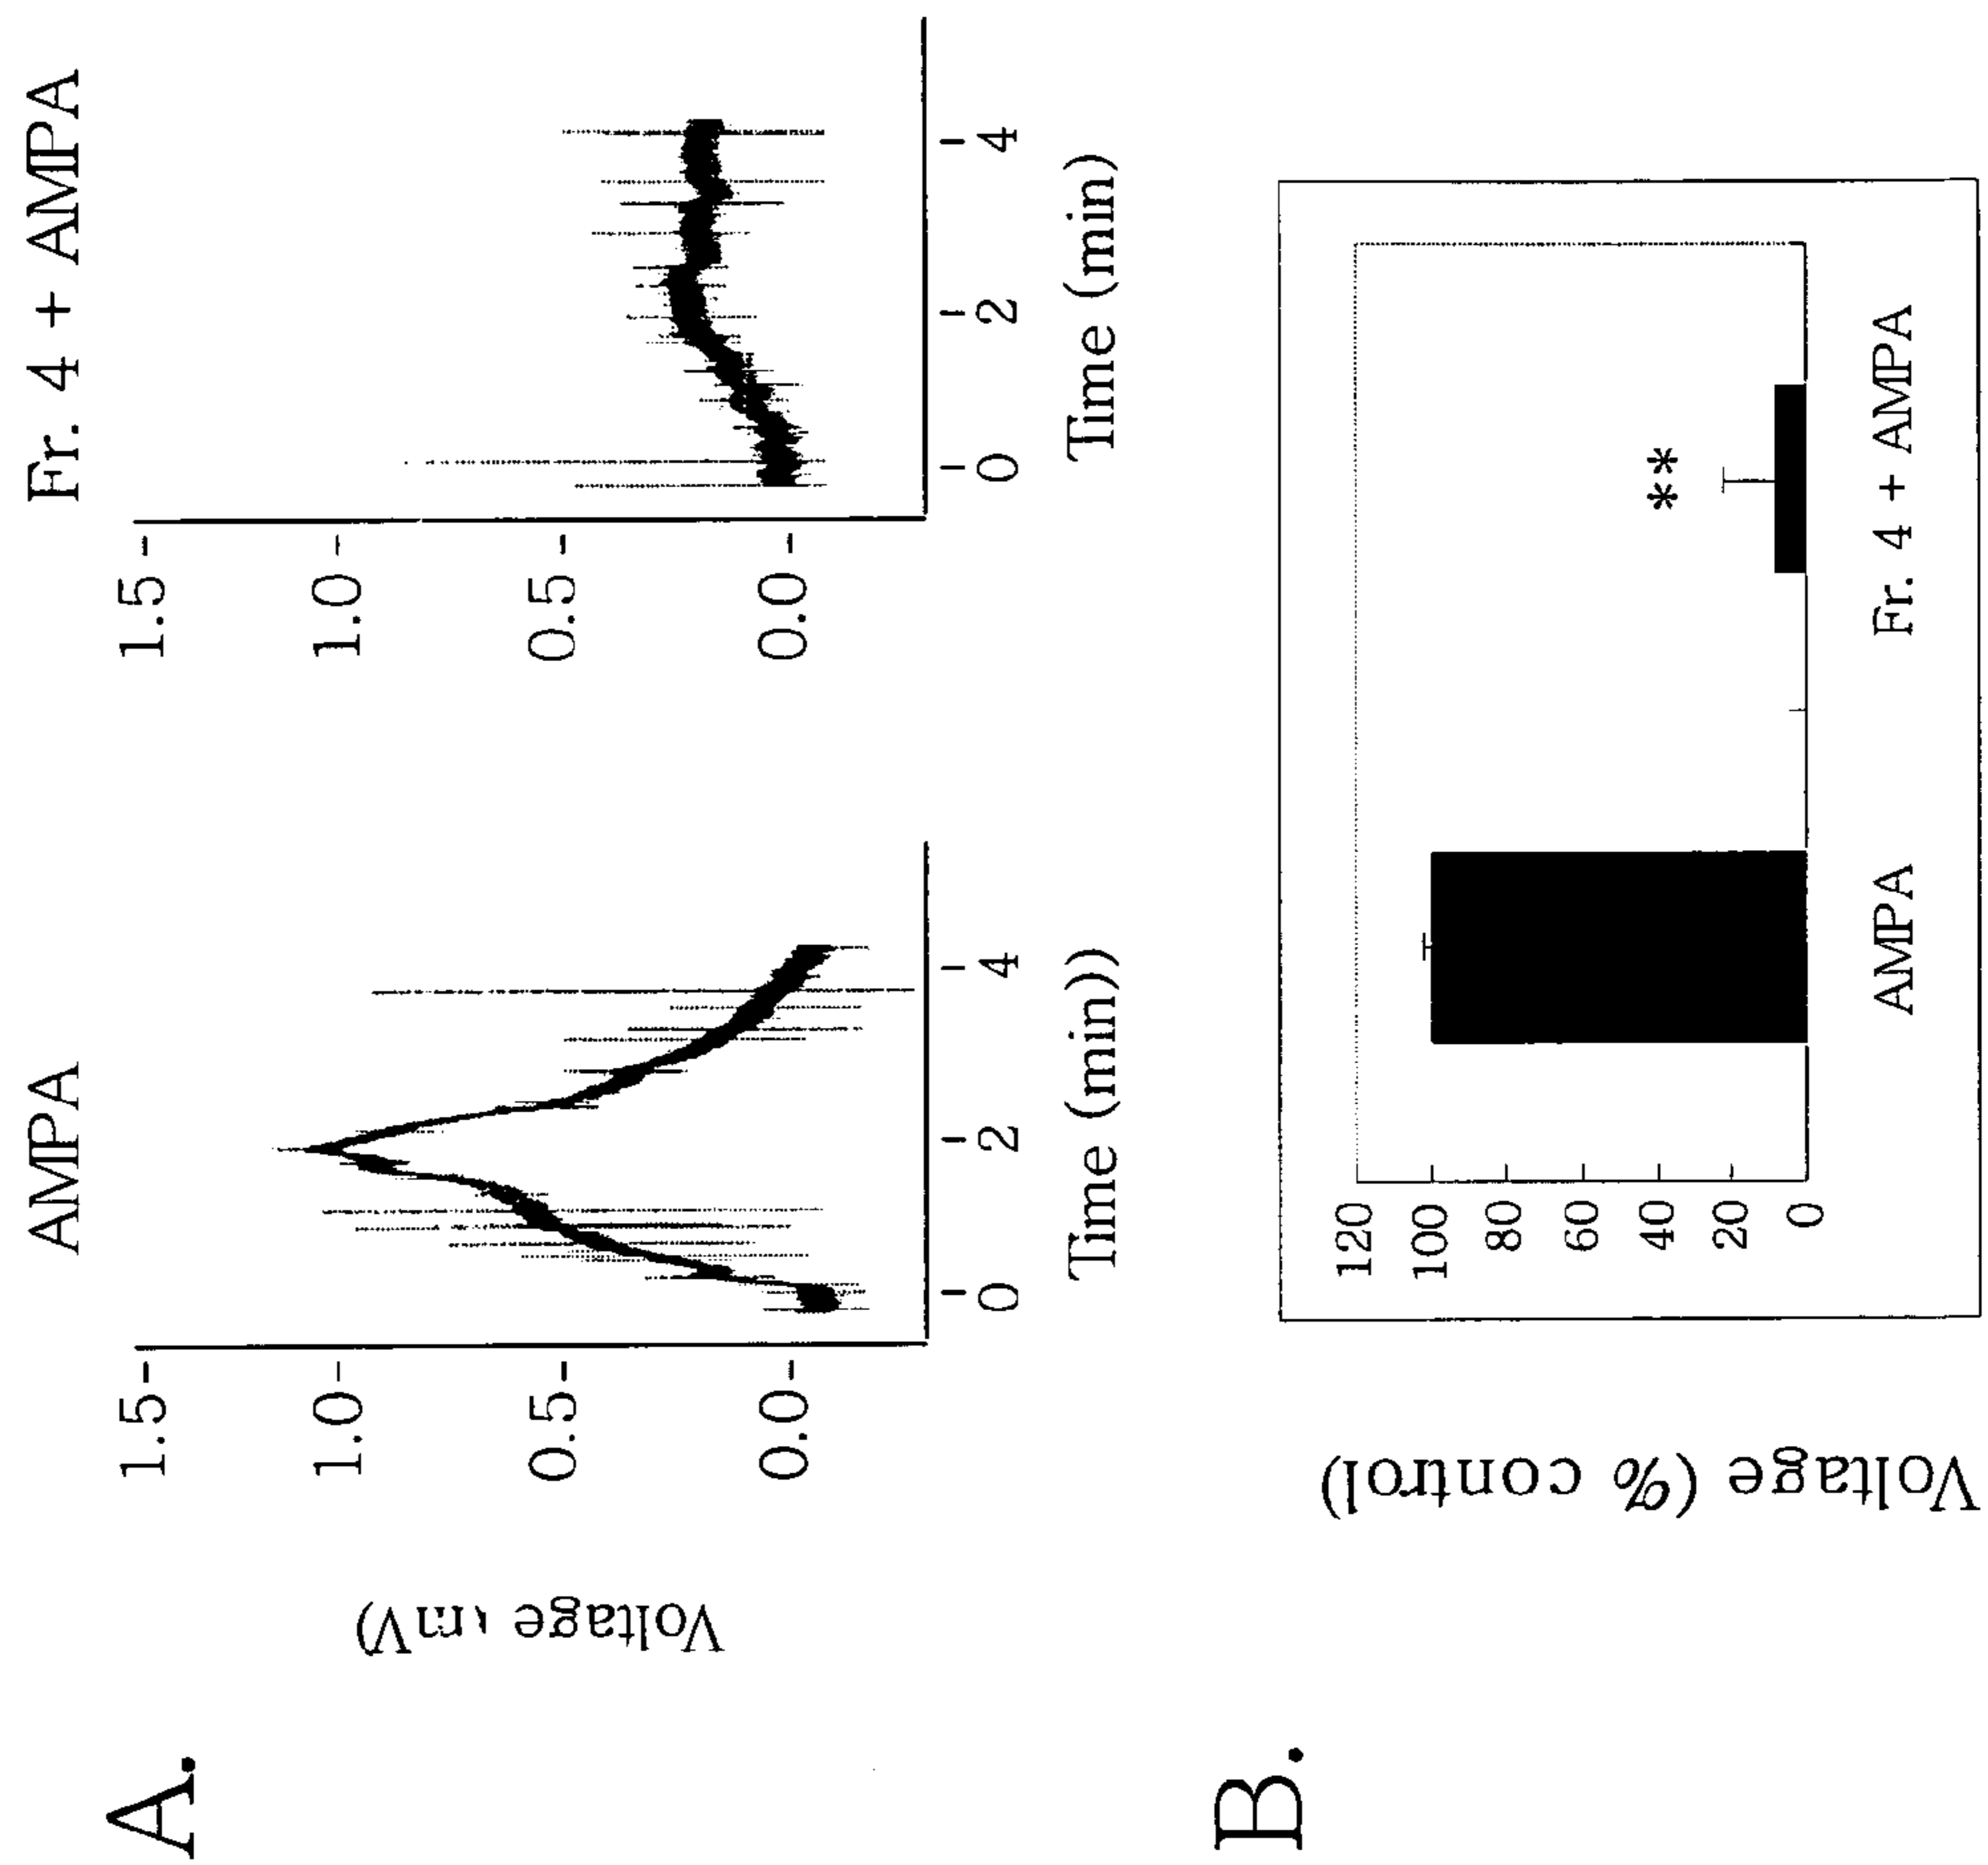 A.
AMPA
Fr. 4 + AMPA
Voltage (mV)
1.5
1.0
0.5
0.0
0
2
4
Time (min))
1.5
1.0
0.5
0.0
0
2
4
Time (min)
B.
Voltage (% control)
120
100
80
60
40
20
0
**
AMPA
Fr. 4 + AMPA